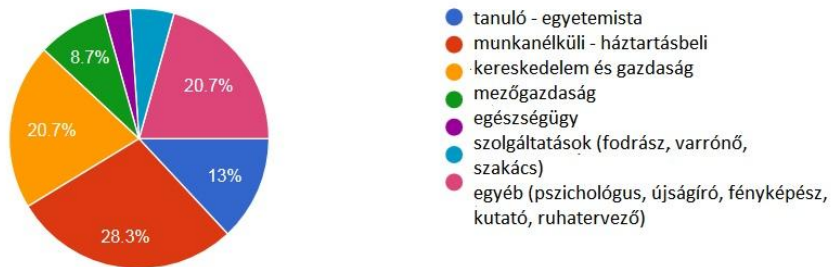 8.7%
20.7%
20.7%
13%
28.3%
tanuló - egyetemista
munkanélküli - háztartásbeli
kereskedelem és gazdaság
mezőgazdaság
egészségügy
szolgáltatások (fodrász, varrónő,
szakács)
egyéb (pszichológus, újságíró, fényképész,
kutató, ruhatervező)